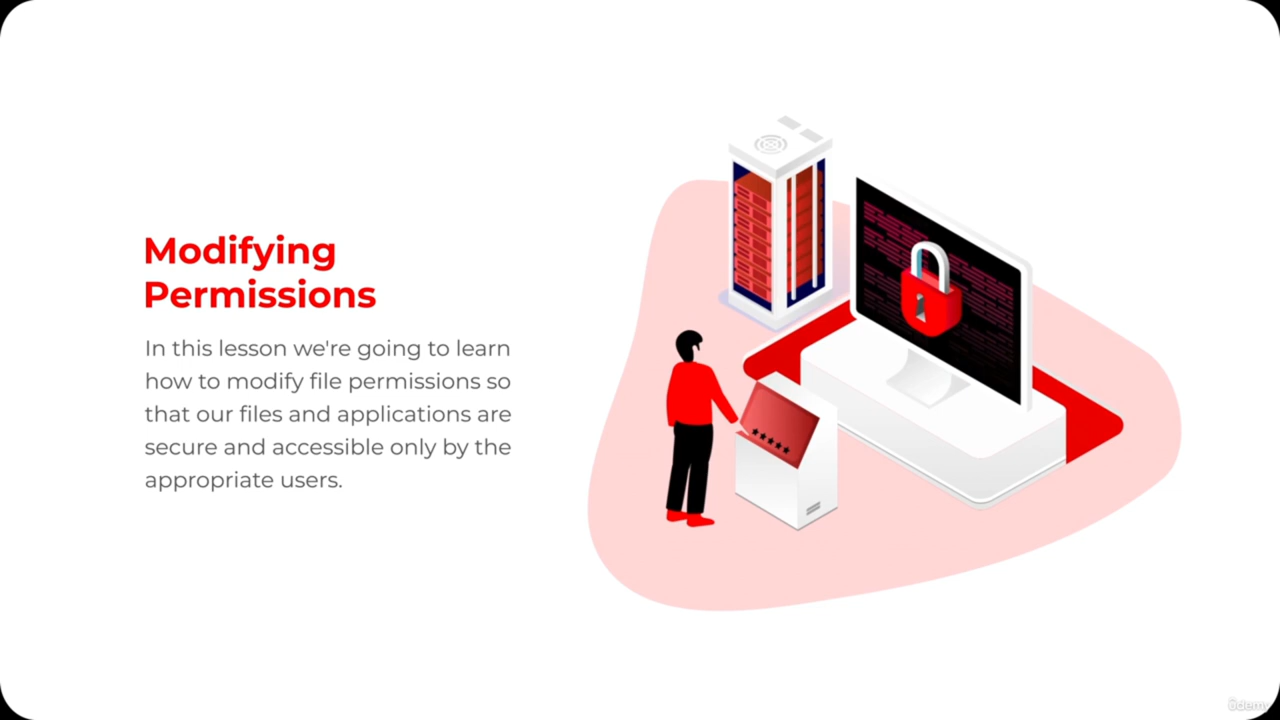 Modifying
Permissions
In this lesson we're going to learn
how to modify file permissions so
that our files and applications are
secure and accessible only by the
appropriate users.
ûdemy